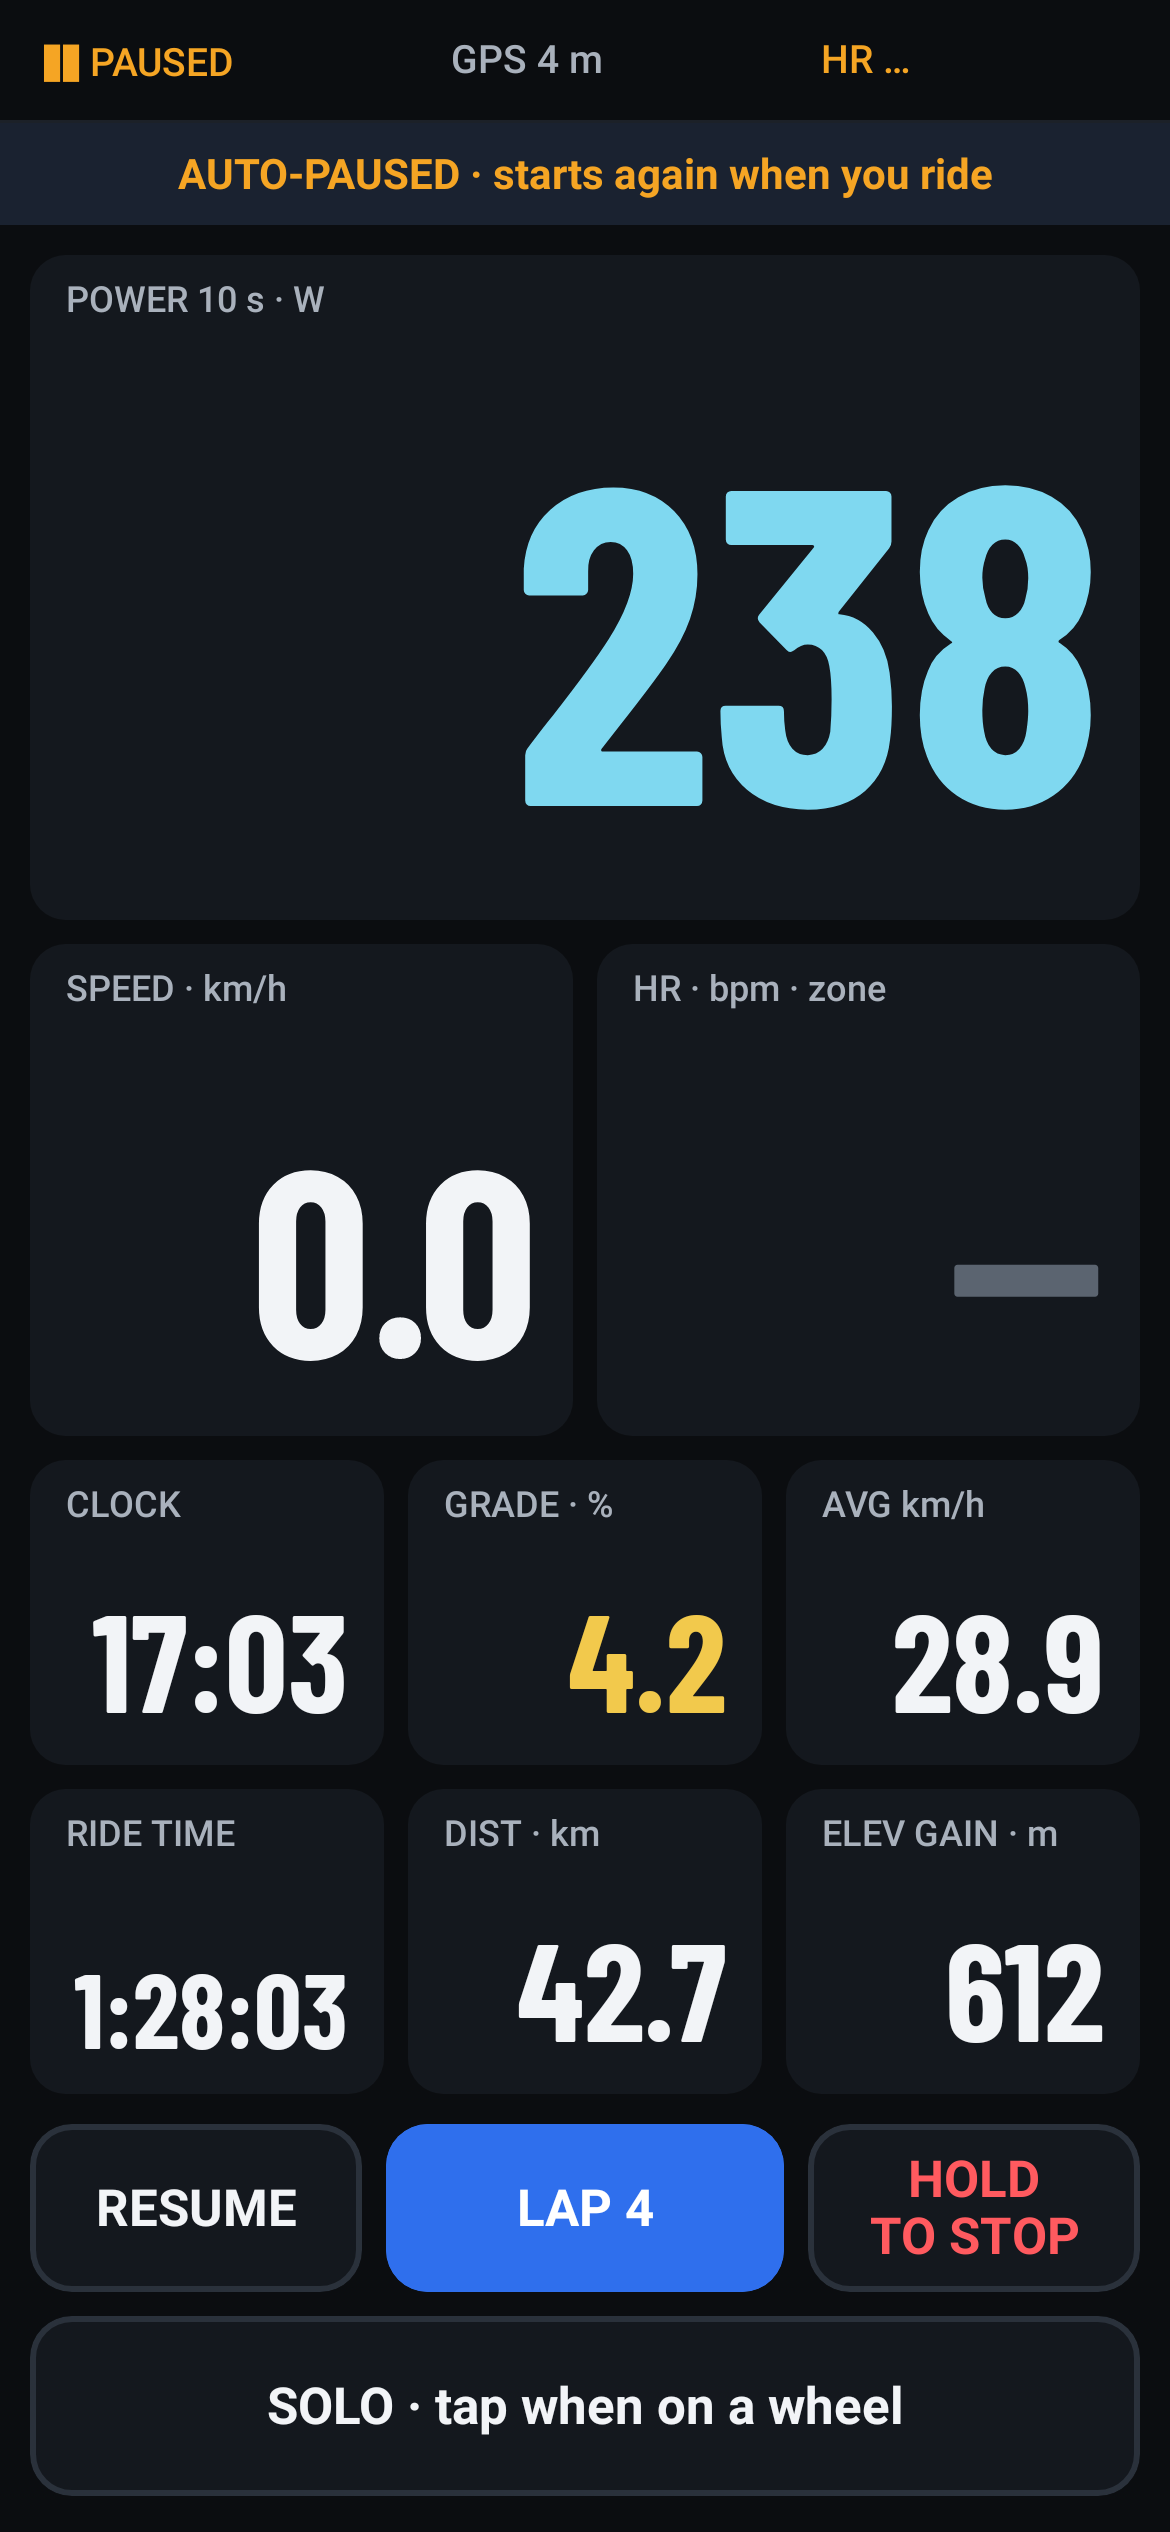 PAUSED
GPS 4 m
HR ...
AUTO-PAUSED · starts again when you ride
POWER 10 s · W
238
SPEED · km/h
0.0
HR · bpm · zone
—
CLOCK
17:03
GRADE · %
4.2
AVG km/h
28.9
RIDE TIME
1:28:03
DIST · km
42.7
ELEV GAIN · m
612
RESUME
LAP 4
HOLD
TO STOP
SOLO · tap when on a wheel